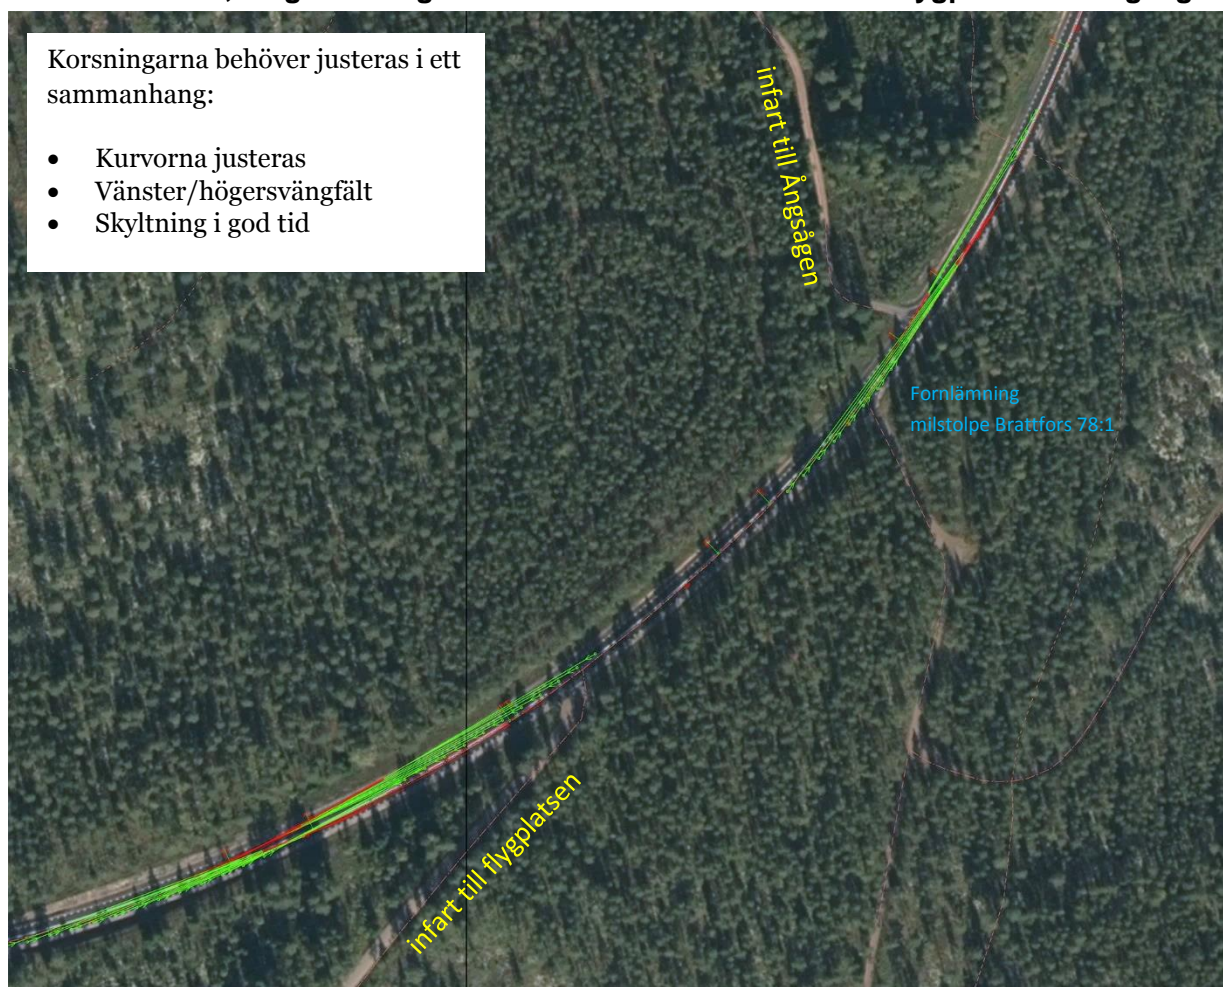 Korsningarna behöver justeras i ett
sammanhang:
• Kurvorna justeras
• Vänster/högersvängfält
• Skyltning i god tid
infart till Ångsågen
Fornlämning
milstolpe Brattfors 78:1
infart till flygplatsen